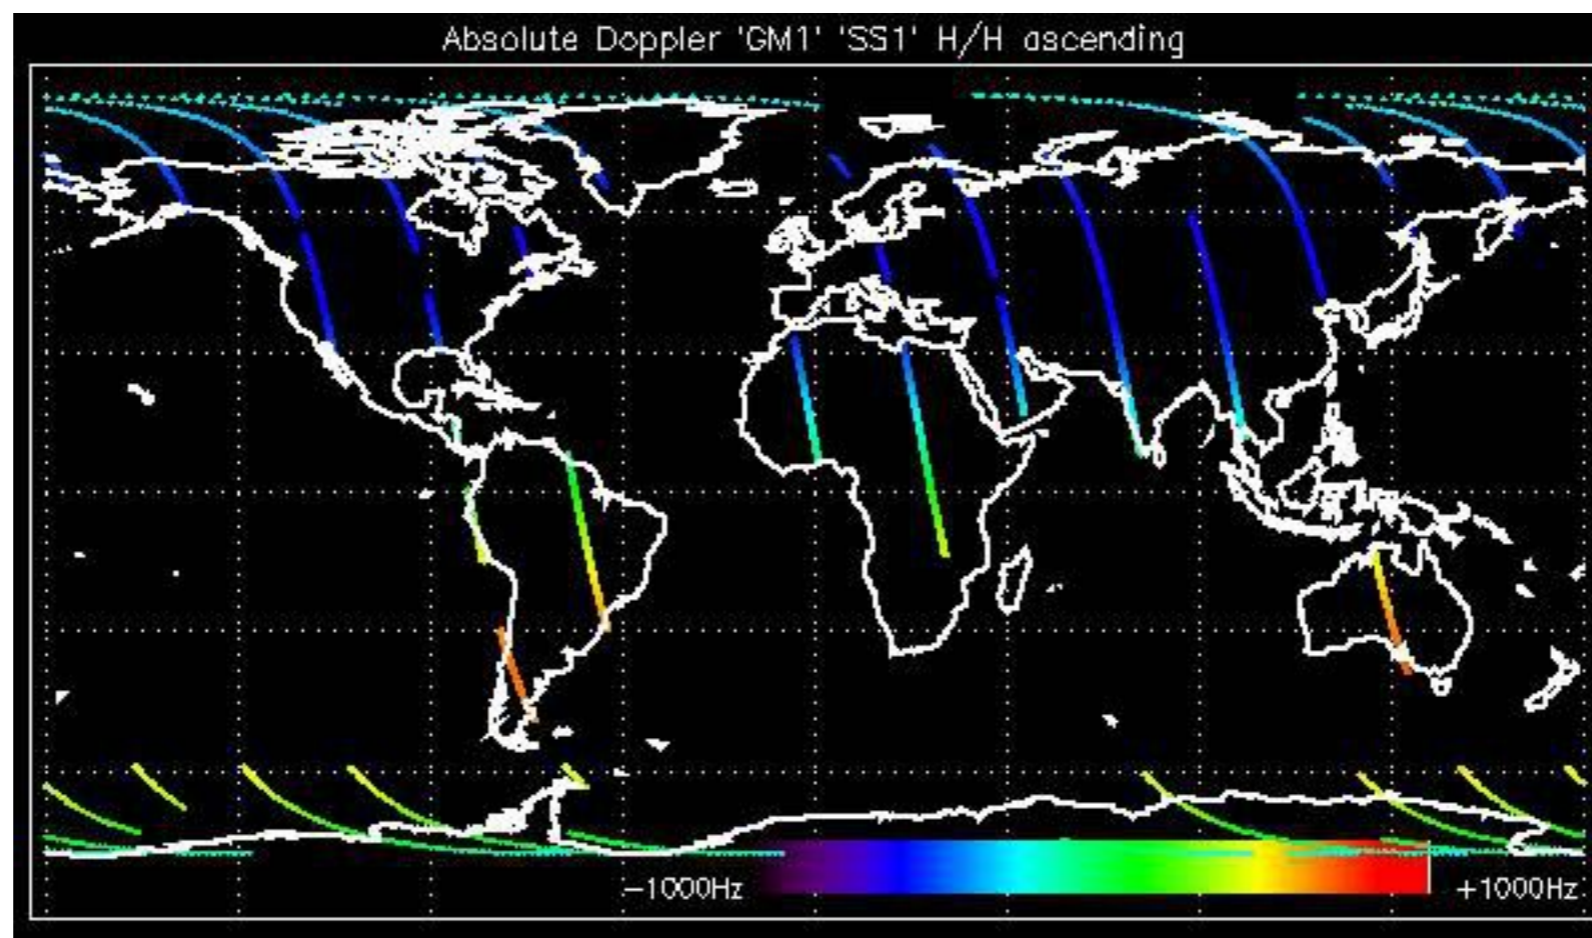 Absolute Doppler 'GM1' 'SS1' H/H ascending
−1000Hz
+1000Hz